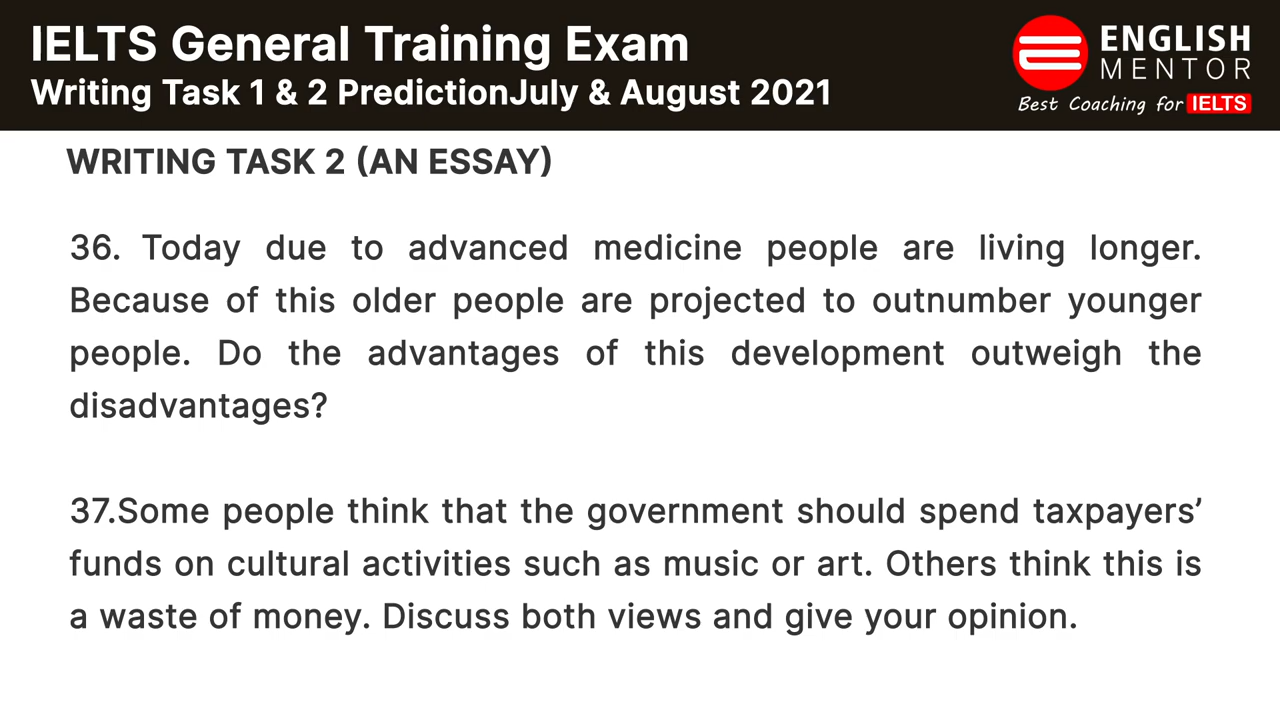 IELTS General Training Exam
Writing Task 1 & 2 PredictionJuly & August 2021
ENGLISH
MENTOR
Best Coaching for IELTS
WRITING TASK 2 (AN ESSAY)
36. Today due to advanced medicine people are living longer.
Because of this older people are projected to outnumber younger
people. Do the advantages of this development outweigh the
disadvantages?
37.Some people think that the government should spend taxpayers’
funds on cultural activities such as music or art. Others think this is
a waste of money. Discuss both views and give your opinion.